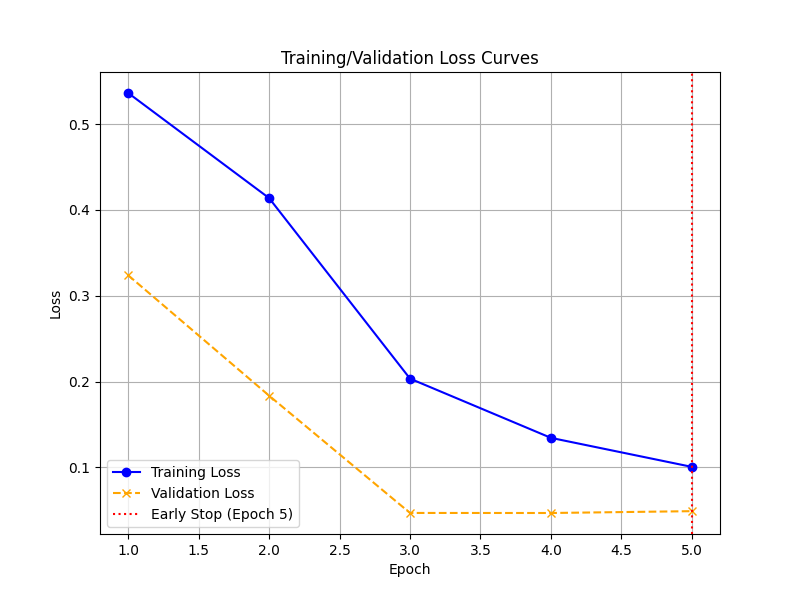 Training/Validation Loss Curves
0.5
0.4
0.3
0.2
0.1
Loss
Training Loss
Validation Loss
Early Stop (Epoch 5)
1.0 1.5 2.0 2.5 3.0 3.5 4.0 4.5 5.0
Epoch